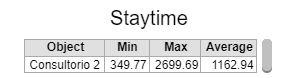 Staytime
Object Min Max Average
Consultorio 2 349.77 2699.69 1162.94